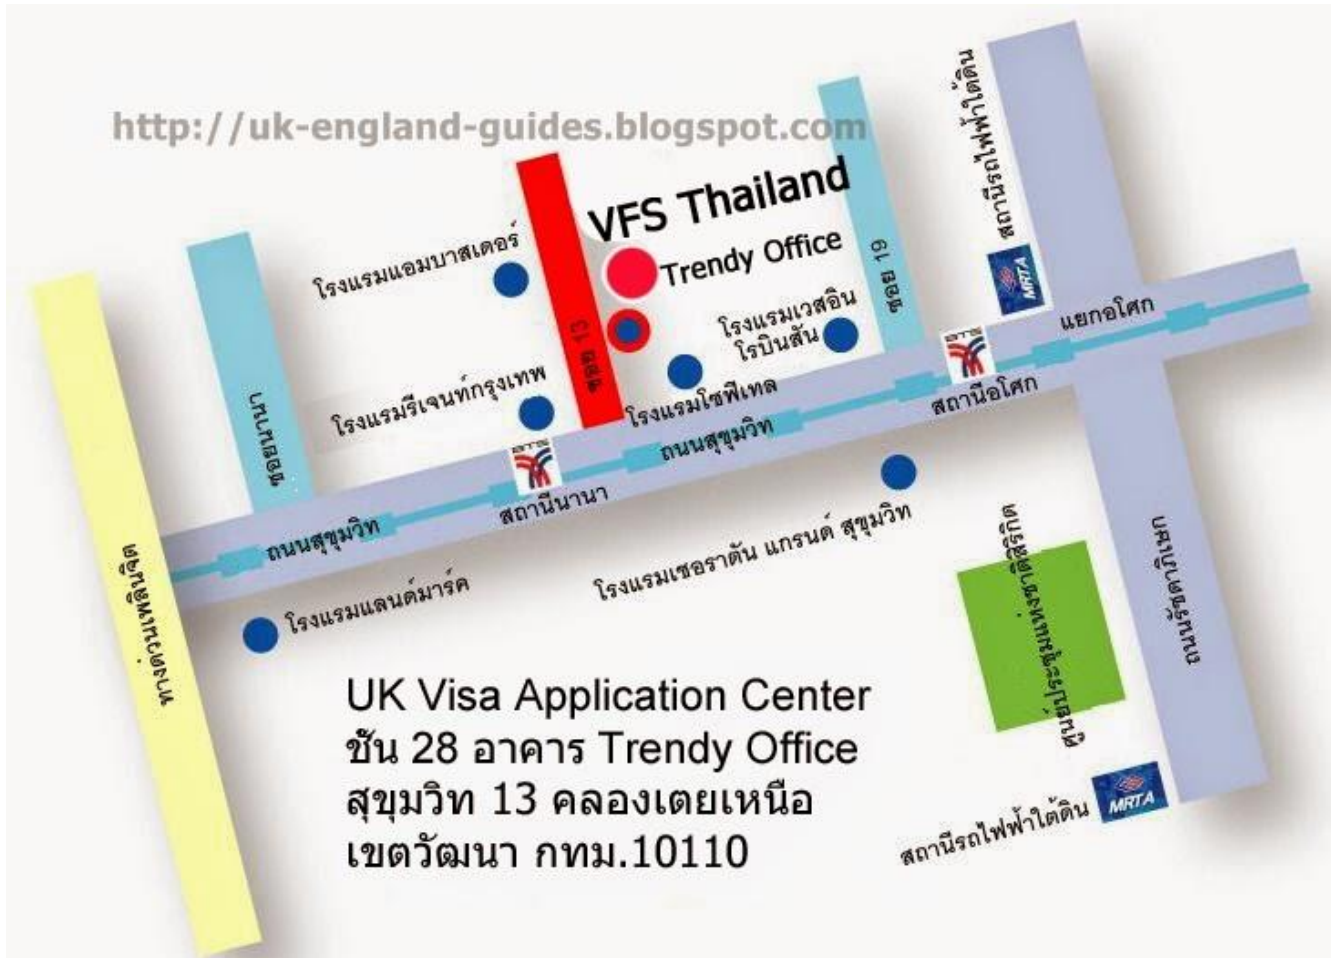 http://uk-england-guides.blogspot.com
สถานีรถไฟฟ้าใต้ดิน
MRTA
VFS Thailand
Trendy Office
โรงแรมแอมบาสเดอร์
ซอย 13
ซอย 19
โรงแรมเวสอิน
โรบินสัน
แยกอโศก
BTS
สถานีอโศก
โรงแรมรีเจนท์กรุงเทพ
โรงแรมโซฟีเทล
ซอยนานา
ถนนสุขุมวิท
BTS
สถานีนานา
ถนนสุขุมวิท
โรงแรมเชอราตัน แกรนด์ สุขุมวิท
โรงแรมแลนด์มาร์ค
ทางด่วนเพลินจิต
ศูนย์ประชุมแห่งชาติสิริกิติ์
ถนนรัชดาภิเษก
UK Visa Application Center
ชั้น 28 อาคาร Trendy Office
สุขุมวิท 13 คลองเตยเหนือ
เขตวัฒนา กทม.10110
สถานีรถไฟฟ้าใต้ดิน
MRTA